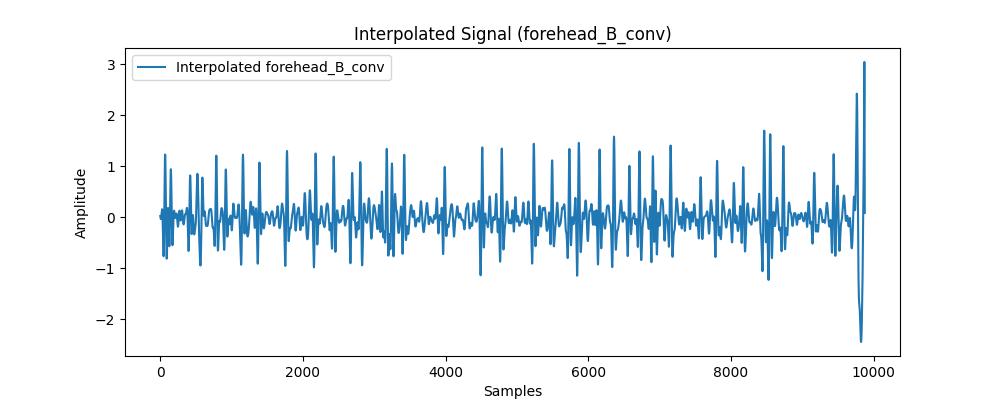 Interpolated Signal (forehead_B_conv)
Interpolated forehead_B_conv
3
2
1
0
−1
−2
Amplitude
0 2000 4000 6000 8000 10000
Samples